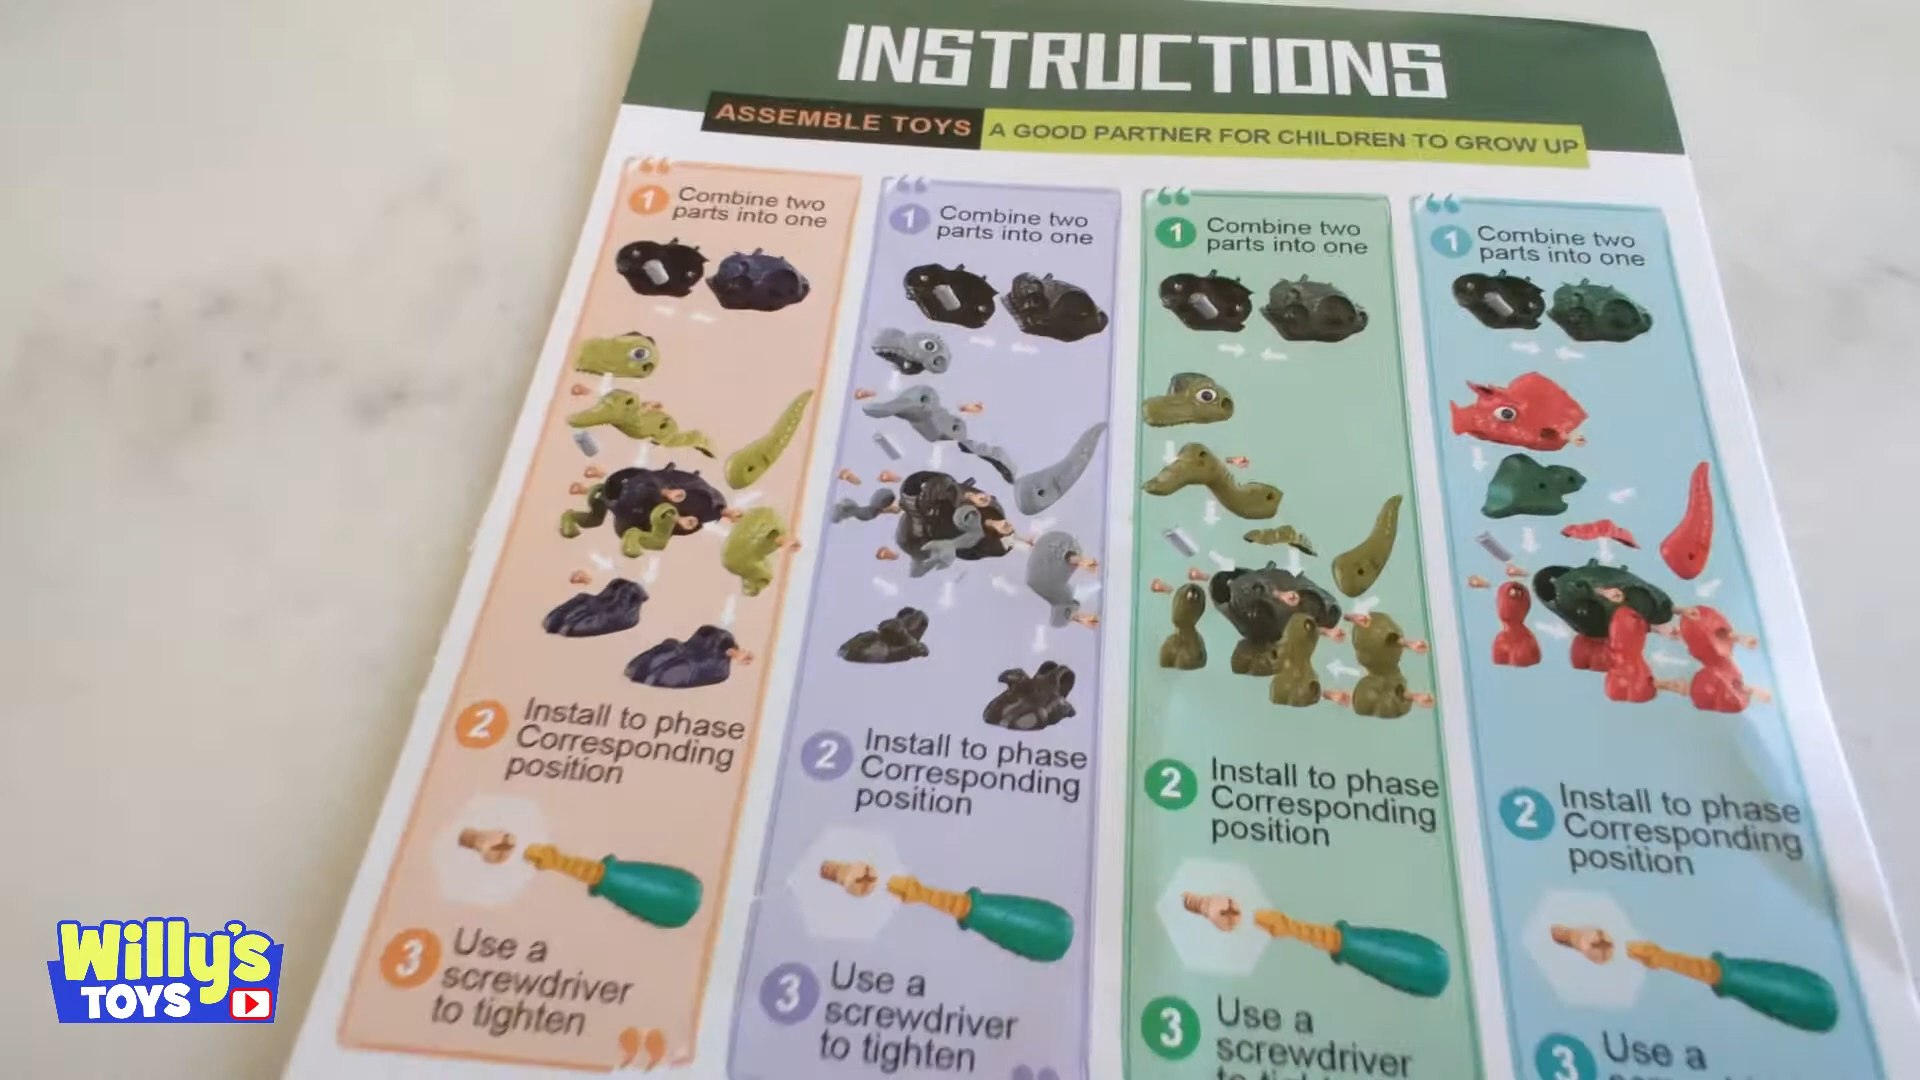 INSTRUCTIONS
ASSEMBLE TOYS A GOOD PARTNER FOR CHILDREN TO GROW UP
1 Combine two
parts into one
2 Install to phase
Corresponding
position
3 Use a
screwdriver
to tighten
1 Combine two
parts into one
2 Install to phase
Corresponding
position
3 Use a
screwdriver
to tighten
1 Combine two
parts into one
2 Install to phase
Corresponding
position
3 Use a
screwdriver
1 Combine two
parts into one
2 Install to phase
Corresponding
position
3 Use a
Willy's
TOYS